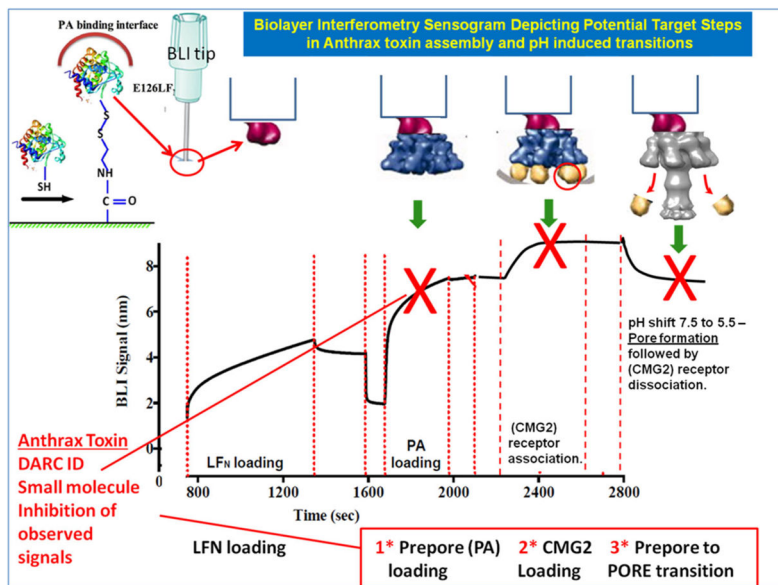 PA binding interface
BLI tip
E126LF.
Biolayer Interferometry Sensogram Depicting Potential Target Steps
in Anthrax toxin assembly and pH induced transitions
S
S
SH
NH
C=O
8
6
4
2
0
BLI Signal (nm)
LFN loading
PA
loading
(CMG2)
receptor
association.
pH shift 7.5 to 5.5 –
Pore formation
followed by
(CMG2) receptor
dissociation.
0 800 1200 1600 2000 2400 2800
Time (sec)
Anthrax Toxin
DARC ID
Small molecule
Inhibition of
observed
signals
LFN loading
1* Prepore (PA)
loading
2* CMG2
Loading
3* Prepore to
PORE transition